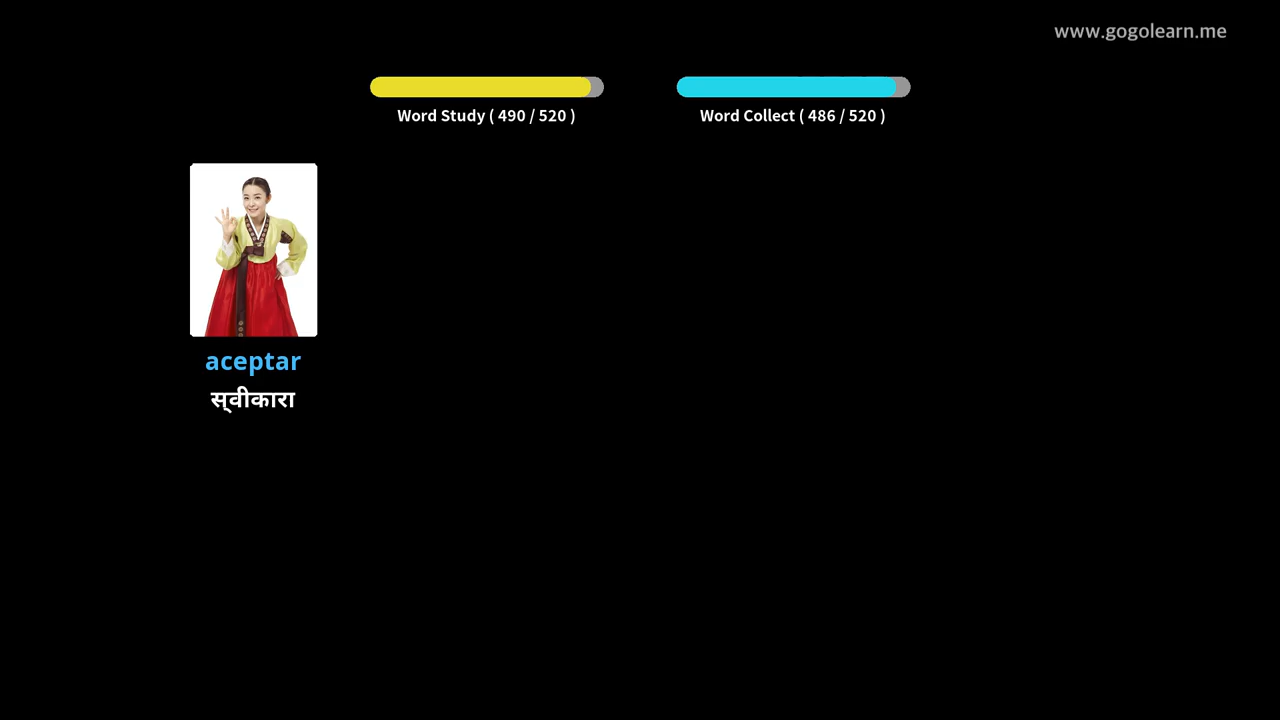 www.gogolearn.me
Word Study ( 490 / 520 )
Word Collect ( 486 / 520 )
aceptar
स्वीकारा